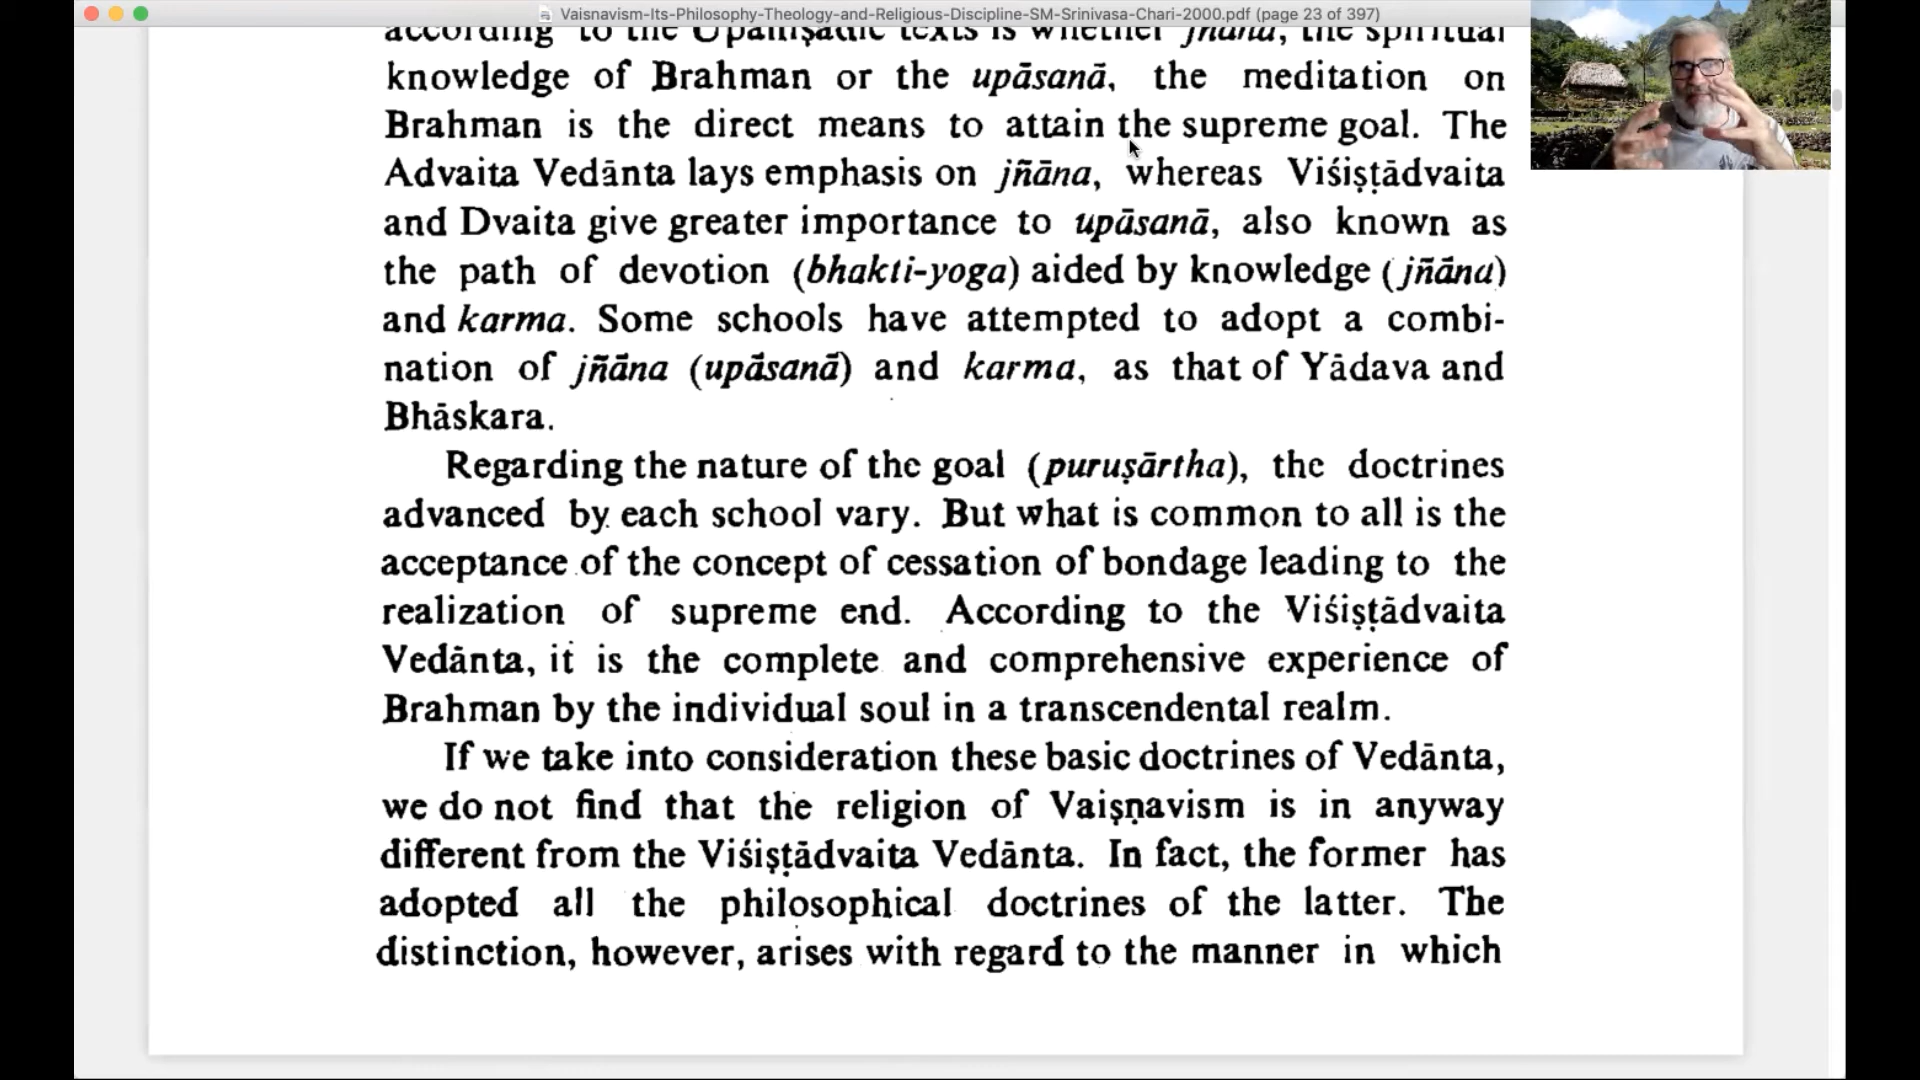 Vaisnavism-Its-Philosophy-Theology-and-Religious-Discipline-SM-Srinivasa-Chari-2000.pdf (page 23 of 397)
according to the Upaniṣadic texts is whether jñāna, the spiritual
knowledge of Brahman or the upāsanā, the meditation on
Brahman is the direct means to attain the supreme goal. The
Advaita Vedānta lays emphasis on jñāna, whereas Viśiṣṭādvaita
and Dvaita give greater importance to upāsanā, also known as
the path of devotion (bhakti-yoga) aided by knowledge (jñāna)
and karma. Some schools have attempted to adopt a combi-
nation of jñāna (upāsanā) and karma, as that of Yādava and
Bhāskara.
Regarding the nature of the goal (puruṣārtha), the doctrines
advanced by each school vary. But what is common to all is the
acceptance of the concept of cessation of bondage leading to the
realization of supreme end. According to the Viśiṣṭādvaita
Vedānta, it is the complete and comprehensive experience of
Brahman by the individual soul in a transcendental realm.
If we take into consideration these basic doctrines of Vedānta,
we do not find that the religion of Vaiṣṇavism is in anyway
different from the Viśiṣṭādvaita Vedānta. In fact, the former has
adopted all the philosophical doctrines of the latter. The
distinction, however, arises with regard to the manner in which